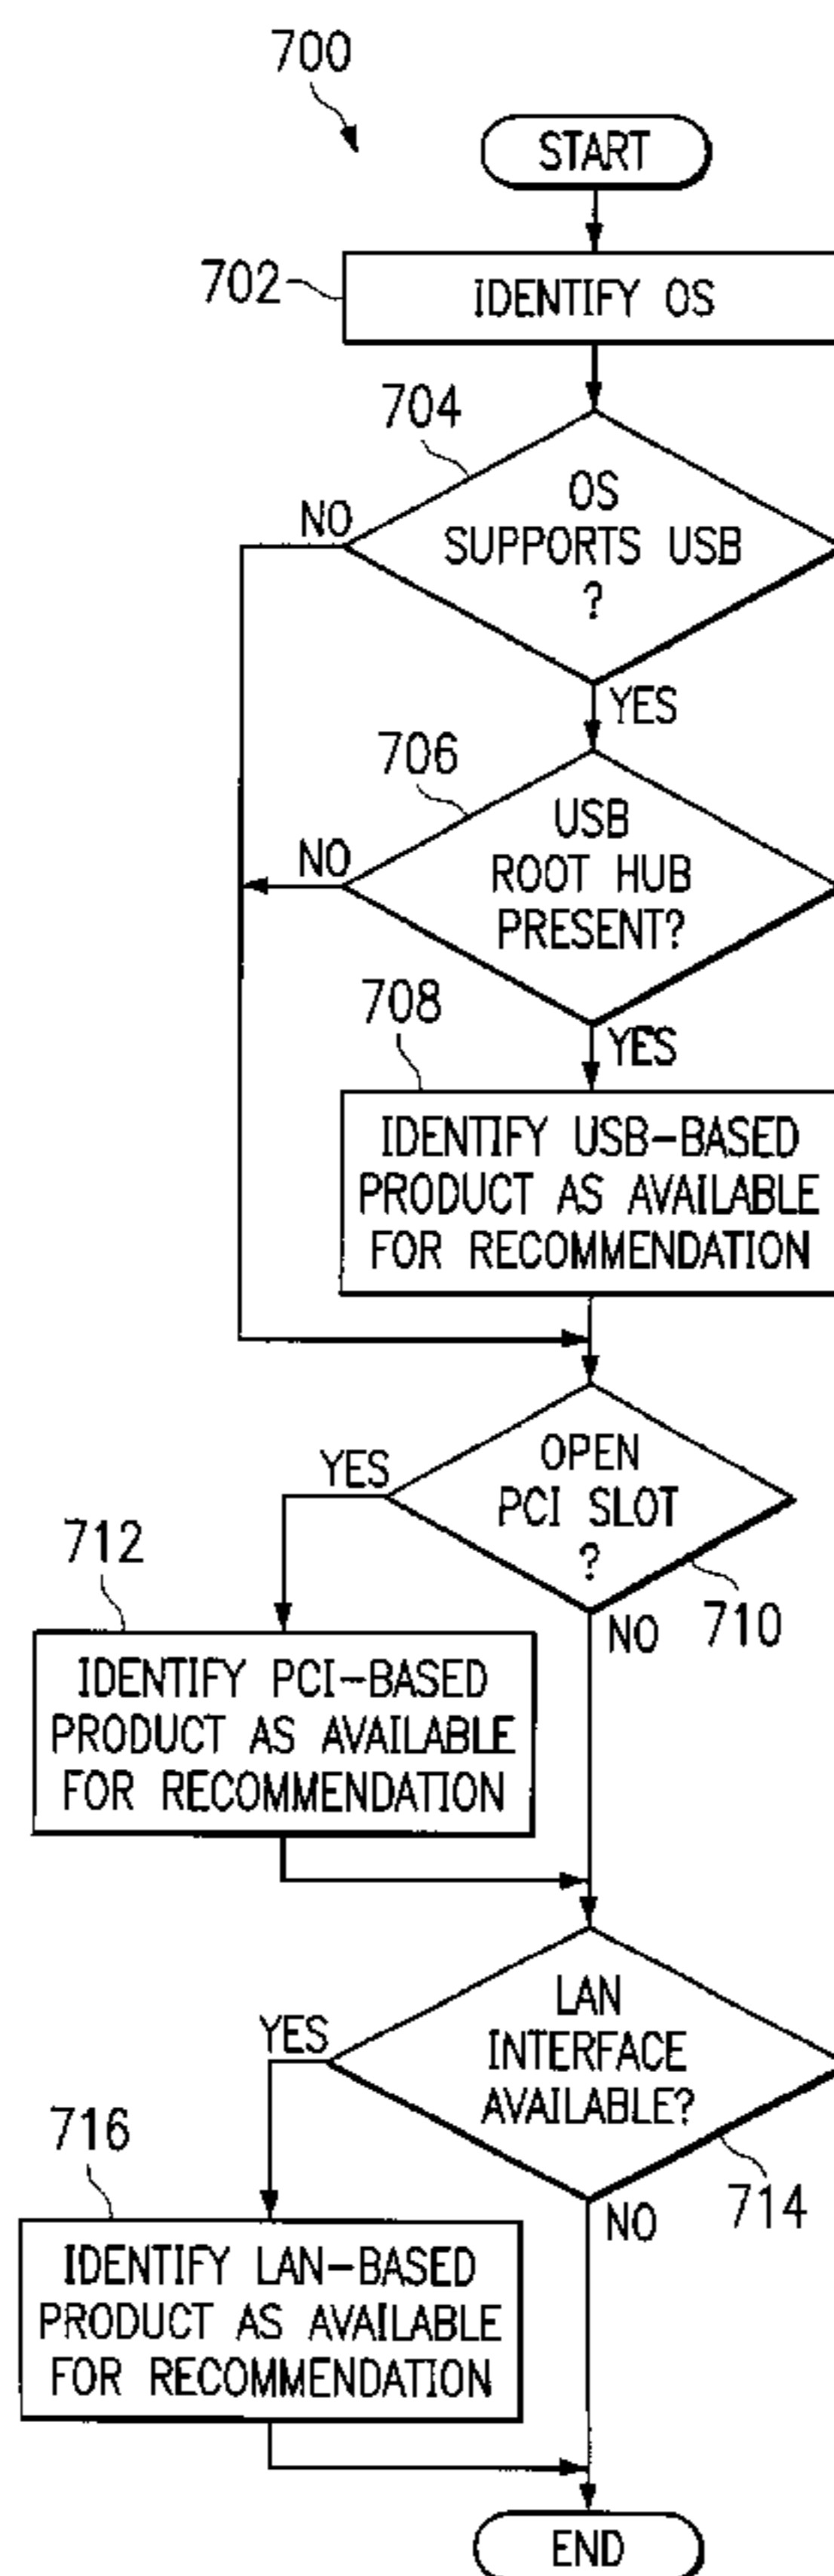 700
START
702
IDENTIFY OS
704
OS
SUPPORTS USB
?
NO
YES
706
USB
ROOT HUB
PRESENT?
NO
YES
708
IDENTIFY USB-BASED
PRODUCT AS AVAILABLE
FOR RECOMMENDATION
OPEN
PCI SLOT
?
YES
710
NO
712
IDENTIFY PCI-BASED
PRODUCT AS AVAILABLE
FOR RECOMMENDATION
LAN
INTERFACE
AVAILABLE?
YES
714
NO
716
IDENTIFY LAN-BASED
PRODUCT AS AVAILABLE
FOR RECOMMENDATION
END